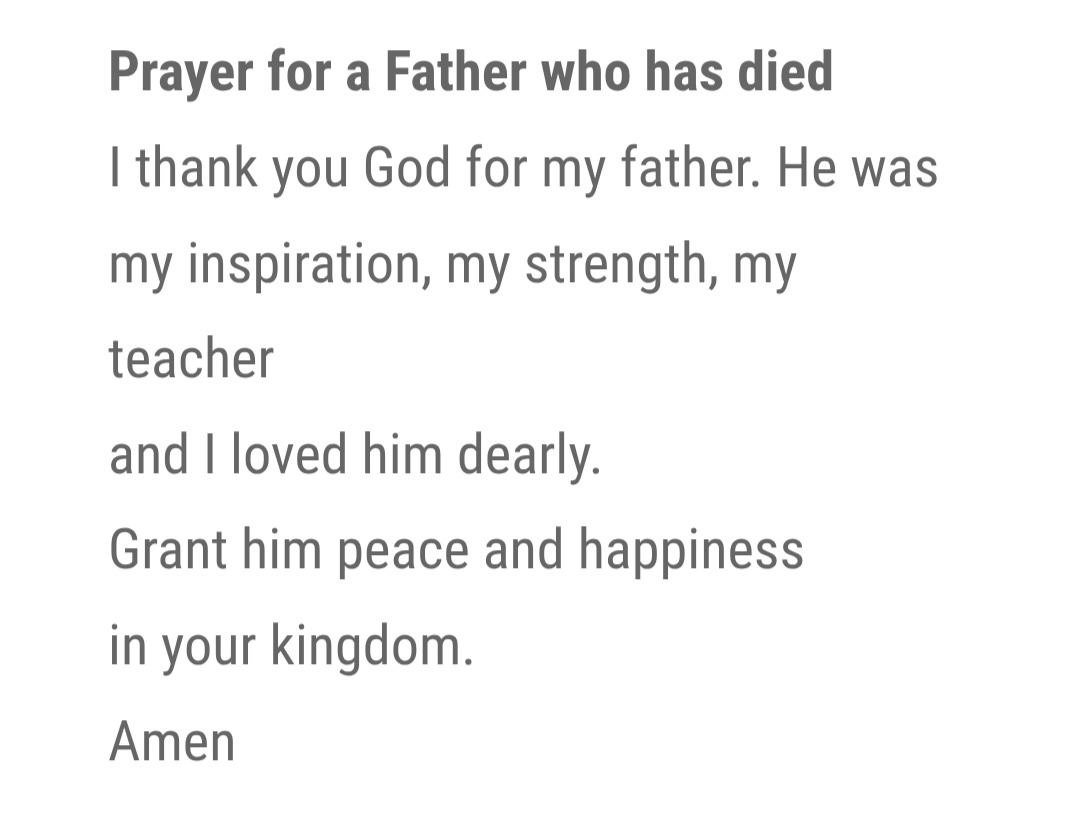 Prayer for a Father who has died
I thank you God for my father. He was
my inspiration, my strength, my
teacher
and I loved him dearly.
Grant him peace and happiness
in your kingdom.
Amen